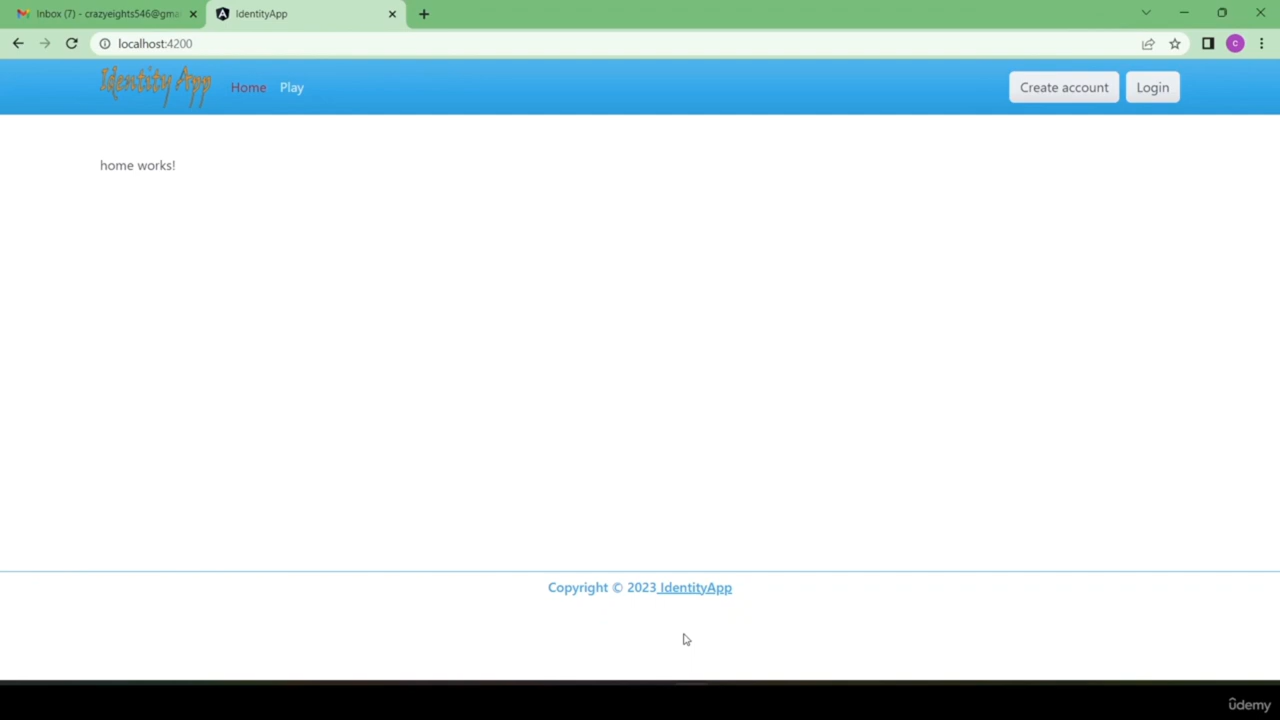 Inbox (7) - crazyeights546@gma
IdentityApp
localhost:4200
C
Identity App
Home
Play
Create account
Login
home works!
Copyright © 2023 IdentityApp
ûdemy